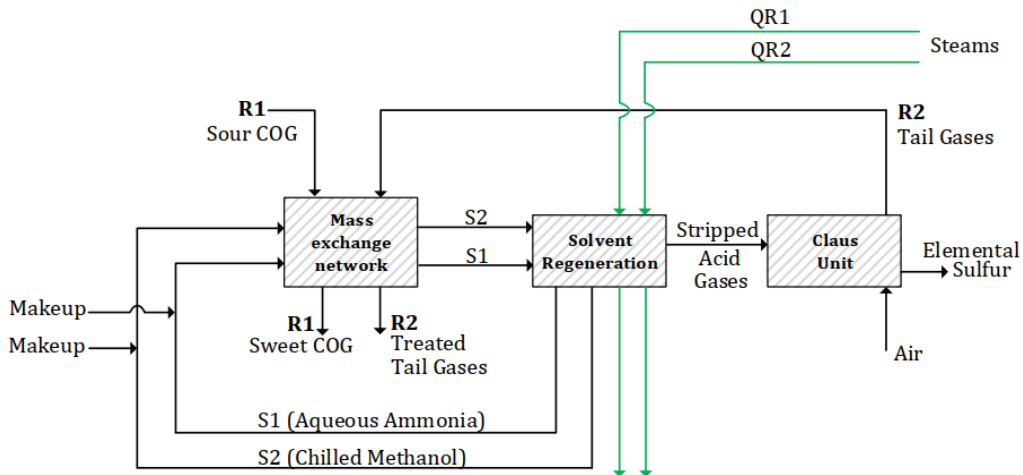 QR1
Steams
QR2
R1
Sour COG
R2
Tail Gases
Mass
exchange
network
S2
S1
Solvent
Regeneration
Stripped
Acid
Gases
Claus
Unit
Elemental
Sulfur
Makeup
Makeup
R1
Sweet COG
R2
Treated
Tail Gases
Air
S1 (Aqueous Ammonia)
S2 (Chilled Methanol)